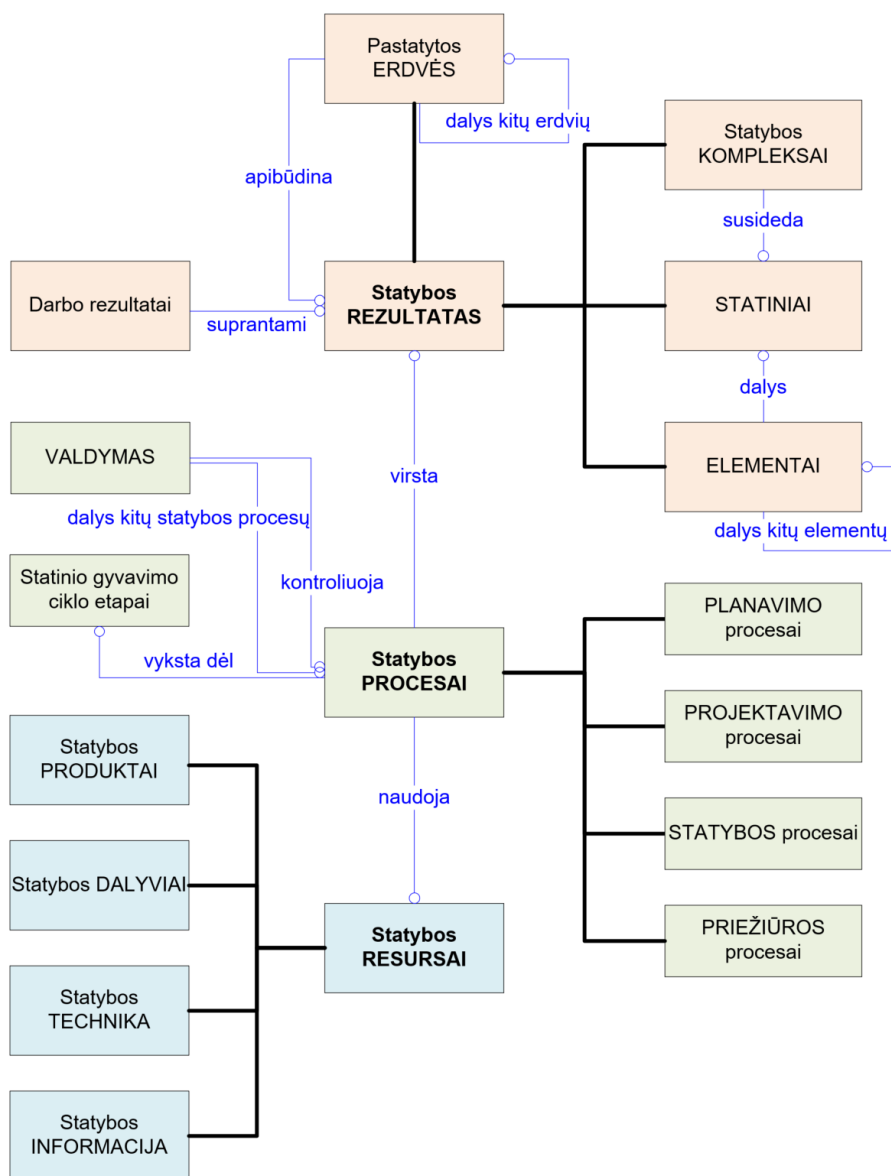 Pastatytos
ERDVĖS
dalys kitų erdvių
Statybos
KOMPLEKSAI
apibūdina
susideda
Darbo rezultatai
suprantami
Statybos
REZULTATAS
STATINIAI
dalys
VALDYMAS
virsta
ELEMENTAI
dalys kitų statybos procesų
dalys kitų elementų
Statinio gyvavimo
ciklo etapai
kontroliuoja
vyksta dėl
Statybos
PROCESAI
PLANAVIMO
procesai
PROJEKTAVIMO
procesai
Statybos
PRODUKTAI
naudoja
STATYBOS procesai
Statybos DALYVIAI
Statybos
RESURSAI
PRIEŽIŪROS
procesai
Statybos
TECHNIKA
Statybos
INFORMACIJA